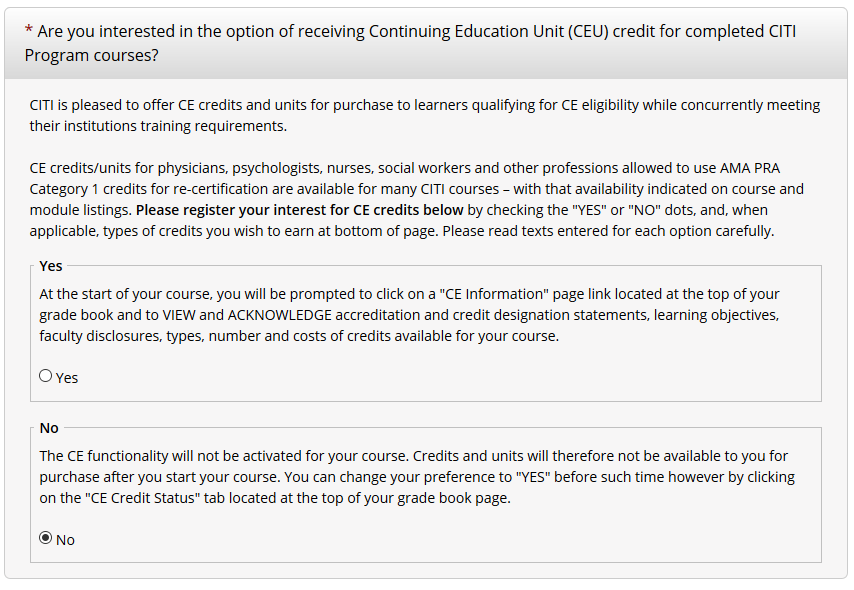 * Are you interested in the option of receiving Continuing Education Unit (CEU) credit for completed CITI
Program courses?
CITI is pleased to offer CE credits and units for purchase to learners qualifying for CE eligibility while concurrently meeting
their institutions training requirements.
CE credits/units for physicians, psychologists, nurses, social workers and other professions allowed to use AMA PRA
Category 1 credits for re-certification are available for many CITI courses – with that availability indicated on course and
module listings. Please register your interest for CE credits below by checking the "YES" or "NO" dots, and, when
applicable, types of credits you wish to earn at bottom of page. Please read texts entered for each option carefully.
Yes
At the start of your course, you will be prompted to click on a "CE Information" page link located at the top of your
grade book and to VIEW and ACKNOWLEDGE accreditation and credit designation statements, learning objectives,
faculty disclosures, types, number and costs of credits available for your course.
Yes
No
The CE functionality will not be activated for your course. Credits and units will therefore not be available to you for
purchase after you start your course. You can change your preference to "YES" before such time however by clicking
on the "CE Credit Status" tab located at the top of your grade book page.
No